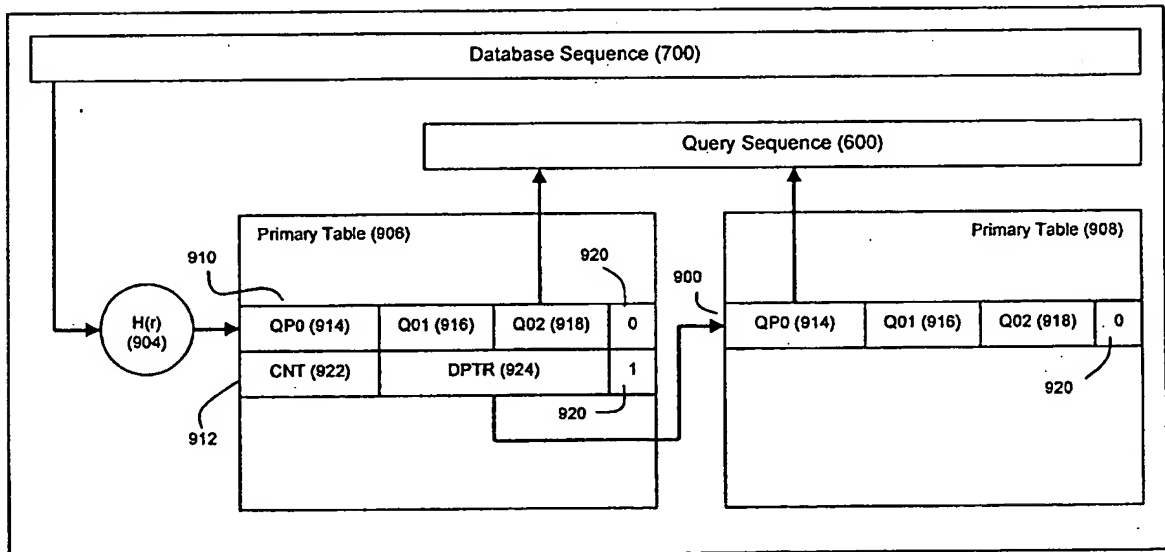 Database Sequence (700)
Query Sequence (600)
Primary Table (906)
Primary Table (908)
910
920
900
H(r)
(904)
QP0 (914) Q01 (916) Q02 (918) 0
QP0 (914) Q01 (916) Q02 (918) 0
CNT (922) DPTR (924) 1
920
920
912